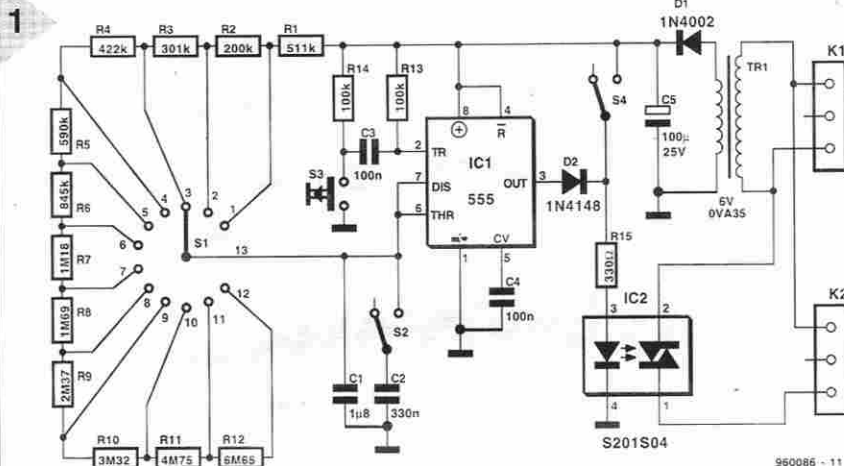 1
R4
422k
R3
301k
R2
200k
R1
511k
D1
1N4002
K1
TR1
R14
100k
R13
100k
S4
C5
100µ
25V
8
4
R
R5
590k
C3
100n
2
TR
IC1
555
OUT
3
D2
1N4148
6V
0VA35
S3
7
DIS
6
THR
R6
845k
5
4
3
2
1
S1
13
6
7
8
9
10
11
12
R7
1M18
CV
1
5
R15
330Ω
C4
100n
IC2
K2
R8
1M69
S2
3
2
R9
2M37
C1
1µ8
C2
330n
4
1
S201S04
R10
3M32
R11
4M75
R12
6M65
960086 - 11